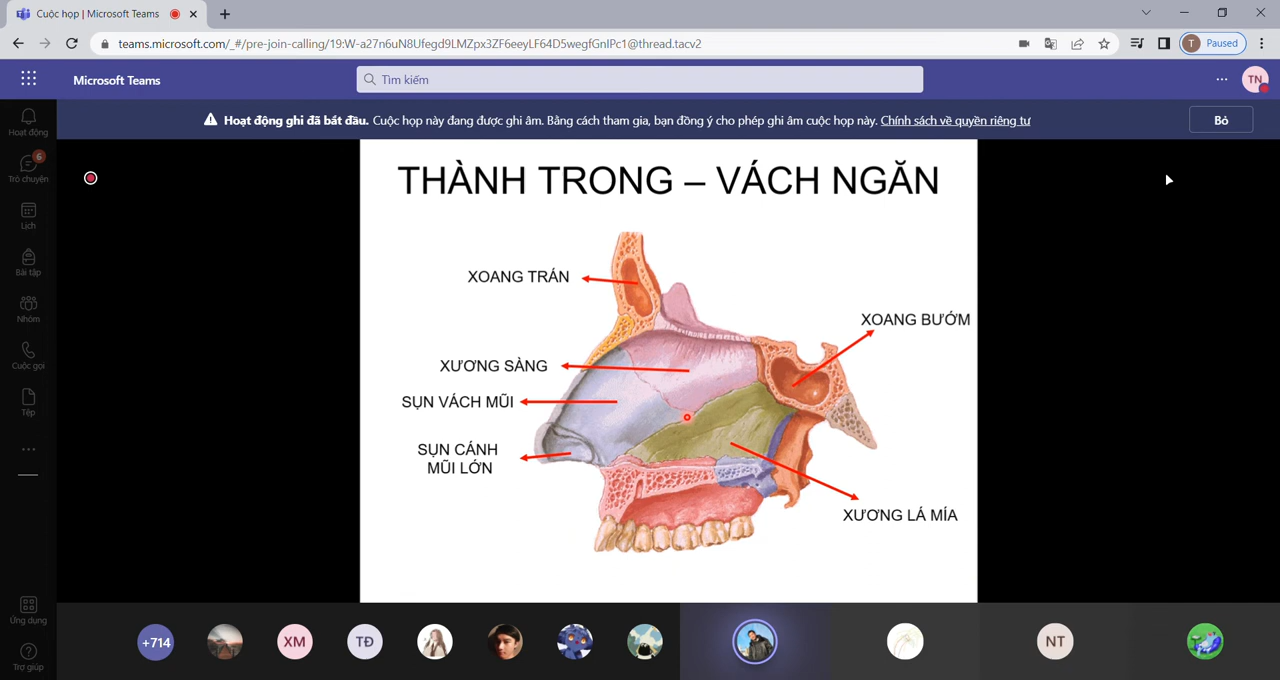 Cuộc họp | Microsoft Teams
teams.microsoft.com/_#/pre-join-calling/19:W-a27n6uN8Ufegd9LMZpx3ZF6eeyLF64D5wegfGnIPc1@thread.tacv2
T Paused
Microsoft Teams
Tìm kiếm
TN
Hoạt động ghi đã bắt đầu. Cuộc họp này đang được ghi âm. Bằng cách tham gia, bạn đồng ý cho phép ghi âm cuộc họp này. Chính sách về quyền riêng tư
Bỏ
Hoạt động
6
Trò chuyện
Lịch
Bài tập
Nhóm
Cuộc gọi
Tệp
Ứng dụng
Trợ giúp
THÀNH TRONG – VÁCH NGĂN
XOANG TRÁN
XOANG BƯỚM
XƯƠNG SÀNG
SỤN VÁCH MŨI
SỤN CÁNH
MŨI LỚN
XƯƠNG LÁ MÍA
+714
XM
TĐ
NT